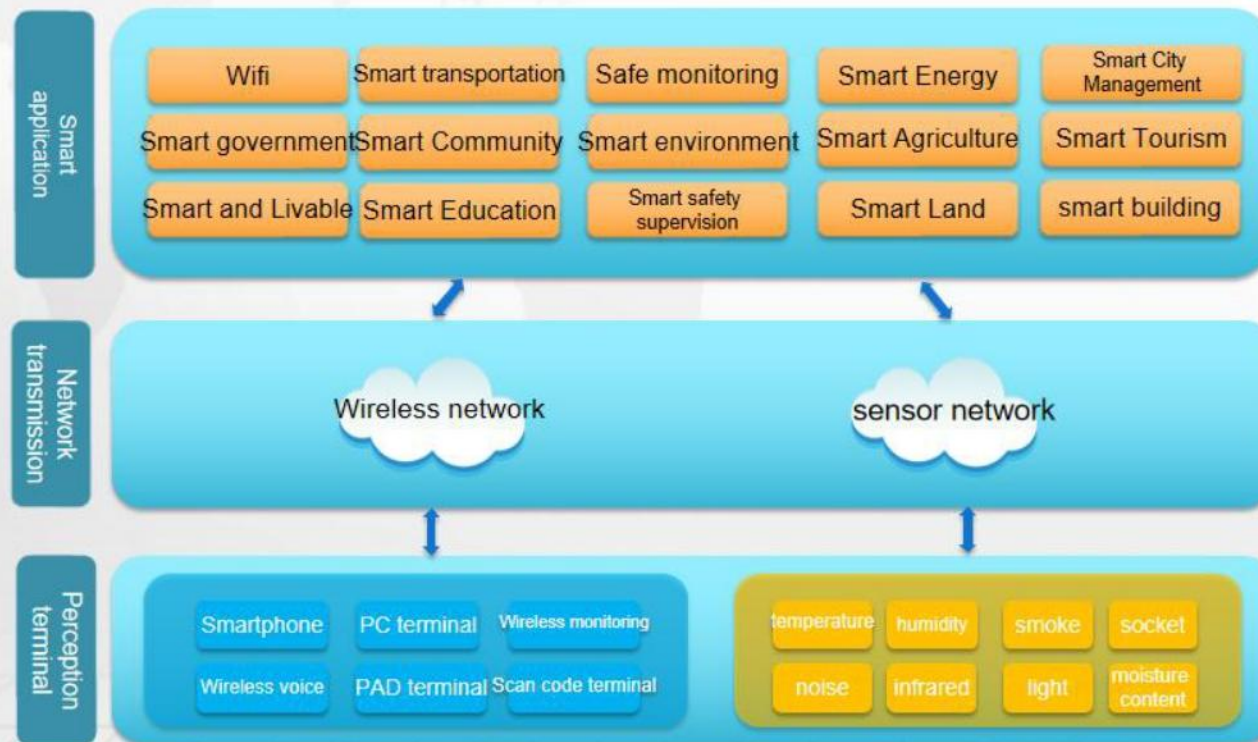 Smart
application
Wifi
Smart transportation
Safe monitoring
Smart Energy
Smart City
Management
Smart government
Smart Community
Smart environment
Smart Agriculture
Smart Tourism
Smart and Livable
Smart Education
Smart safety
supervision
Smart Land
smart building
Network
transmission
Wireless network
sensor network
Perception
terminal
Smartphone
PC terminal
Wireless monitoring
Wireless voice
PAD terminal
Scan code terminal
temperature
humidity
smoke
socket
noise
infrared
light
moisture
content